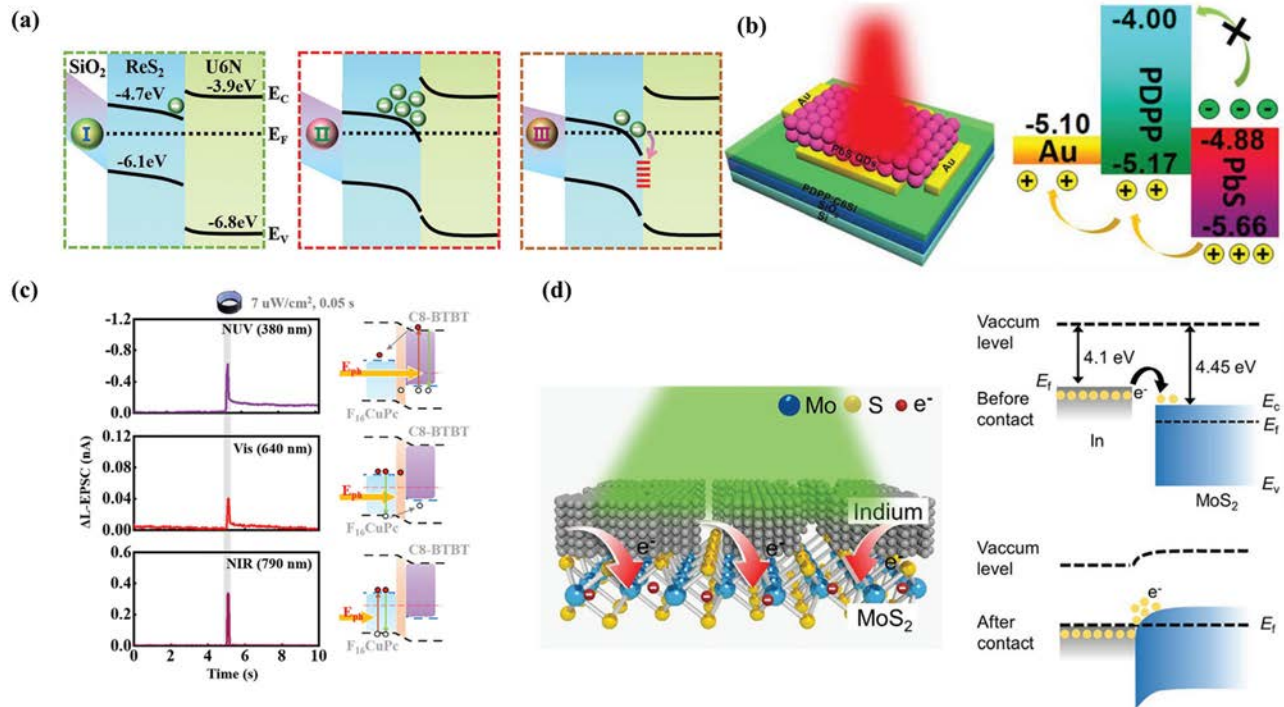 (a)
SiO2 ReS2 U6N
-4.7eV -3.9eV EC
I EF
-6.1eV
-6.8eV EV
II
III
(b)
Au
PbS QDs
Au
PDPP-C6Si
SiO2
Si
-4.00
PDPP
-5.10
Au
-5.17
-4.88
PbS
-5.66
(c)
7 uW/cm², 0.05 s
ΔL-EPSC (nA)
-1.2
-0.8
-0.4
0.0
NUV (380 nm)
C8-BTBT
Eph
F16CuPc
0.12
0.08
0.04
0.00
Vis (640 nm)
C8-BTBT
Eph
F16CuPc
0.6
0.4
0.2
0.0
NIR (790 nm)
C8-BTBT
Eph
F16CuPc
0 2 4 6 8 10
Time (s)
(d)
Mo S e-
Indium
e- e- e-
MoS2
Vaccum
level
4.1 eV
4.45 eV
Ef e-
Before
contact
Ec
Ef
In
Ev
MoS2
Vaccum
level
e-
After
contact
Ef